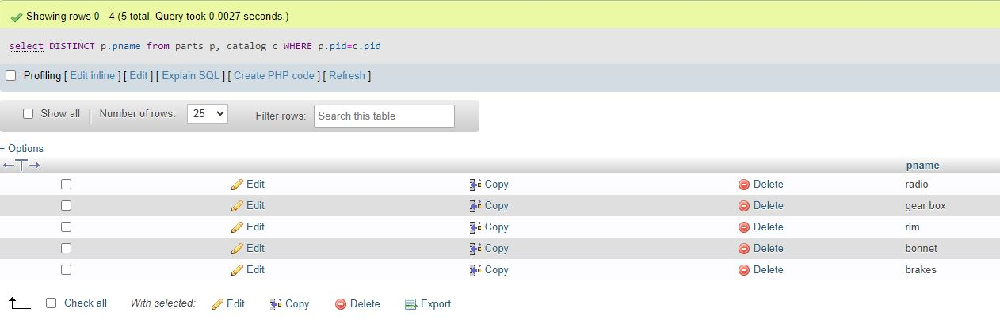 Showing rows 0 - 4 (5 total, Query took 0.0027 seconds.)
select DISTINCT p.pname from parts p, catalog c WHERE p.pid=c.pid
Profiling [ Edit inline ] [ Edit ] [ Explain SQL ] [ Create PHP code ] [ Refresh ]
Show all | Number of rows: 25 Filter rows: Search this table
+ Options
←T→ pname
Edit Copy Delete radio
Edit Copy Delete gear box
Edit Copy Delete rim
Edit Copy Delete bonnet
Edit Copy Delete brakes
Check all With selected: Edit Copy Delete Export